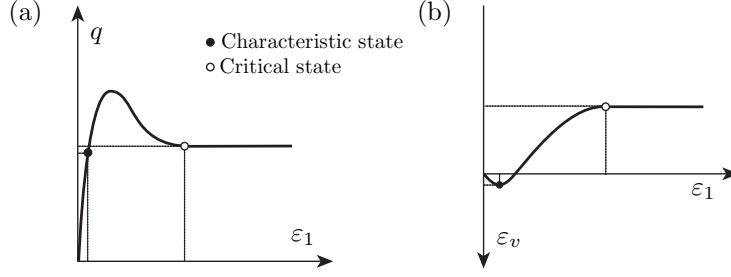 (a)
q
Characteristic state
Critical state
ε₁
(b)
ε₁
εᵥ